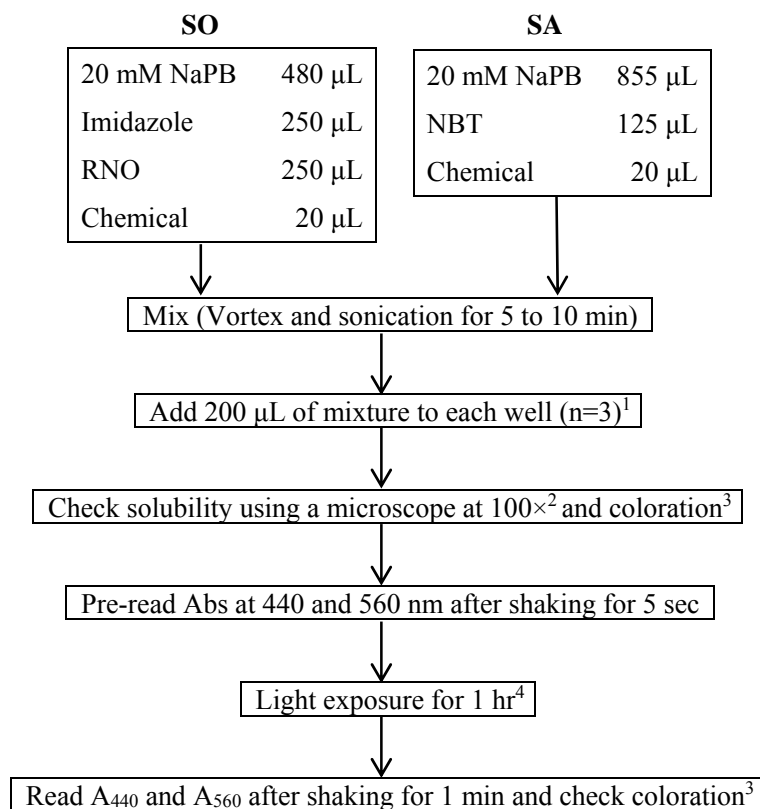 SO
20 mM NaPB 480 μL
Imidazole 250 μL
RNO 250 μL
Chemical 20 μL
SA
20 mM NaPB 855 μL
NBT 125 μL
Chemical 20 μL
Mix (Vortex and sonication for 5 to 10 min)
Add 200 μL of mixture to each well (n=3)¹
Check solubility using a microscope at 100×² and coloration³
Pre-read Abs at 440 and 560 nm after shaking for 5 sec
Light exposure for 1 hr⁴
Read A₄₄₀ and A₅₆₀ after shaking for 1 min and check coloration³